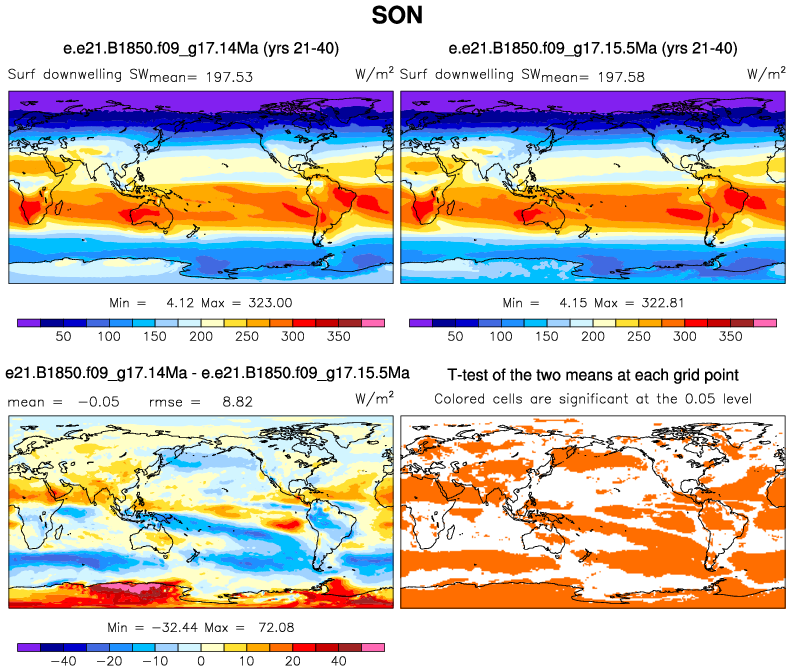 SON
e.e21.B1850.f09_g17.14Ma (yrs 21-40)
e.e21.B1850.f09_g17.15.5Ma (yrs 21-40)
Surf downwelling SW mean= 197.53 W/m²
Surf downwelling SW mean= 197.58 W/m²
Min = 4.12 Max = 323.00
Min = 4.15 Max = 322.81
50 100 150 200 250 300 350
50 100 150 200 250 300 350
e21.B1850.f09_g17.14Ma - e.e21.B1850.f09_g17.15.5Ma
T-test of the two means at each grid point
mean = -0.05 rmse = 8.82 W/m²
Colored cells are significant at the 0.05 level
Min = -32.44 Max = 72.08
-40 -20 -10 0 10 20 40